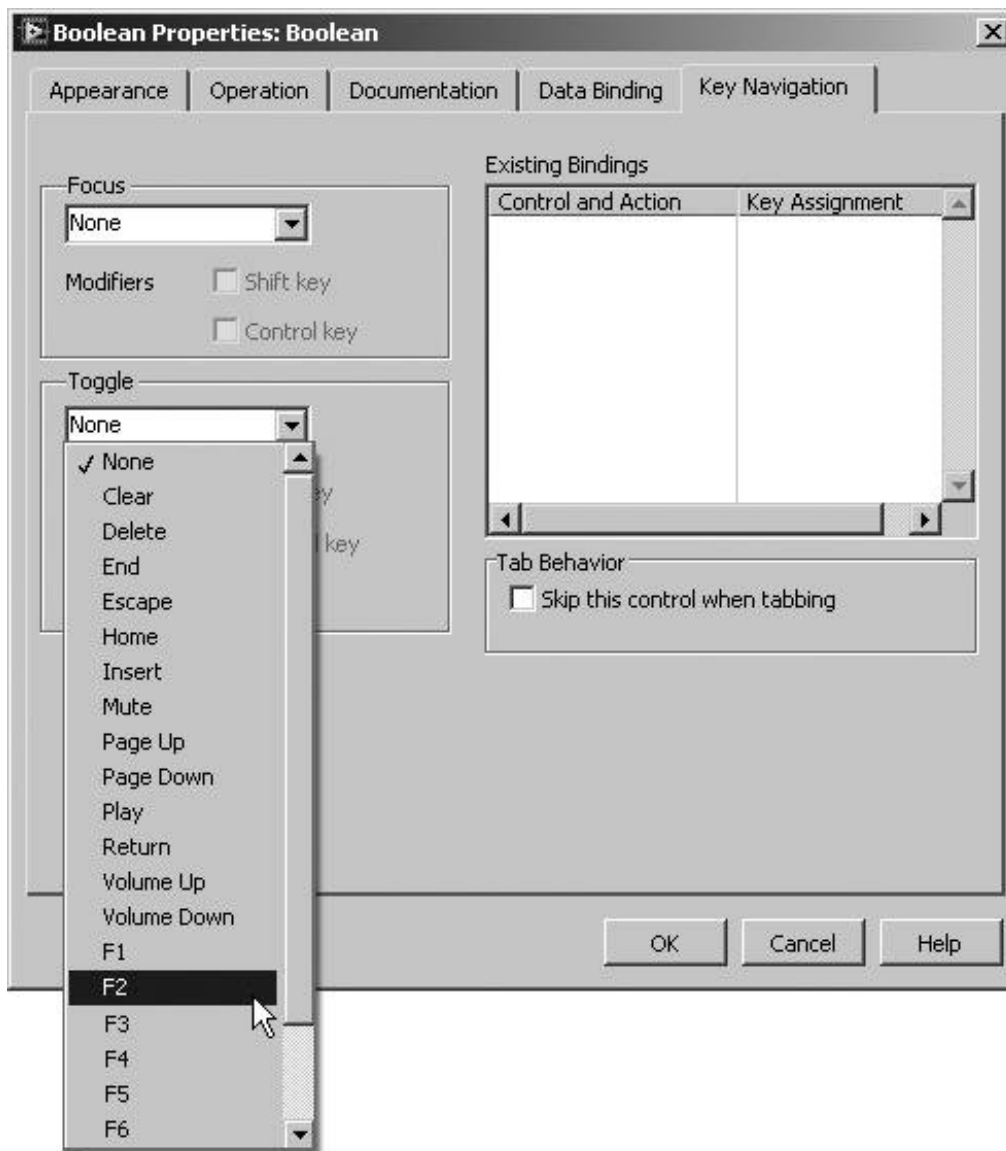 Boolean Properties: Boolean
Appearance Operation Documentation Data Binding Key Navigation
Focus
None
Modifiers Shift key
Control key
Toggle
None
None
Clear
Delete
End
Escape
Home
Insert
Mute
Page Up
Page Down
Play
Return
Volume Up
Volume Down
F1
F2
F3
F4
F5
F6
key
Existing Bindings
Control and Action Key Assignment
Tab Behavior
Skip this control when tabbing
OK Cancel Help